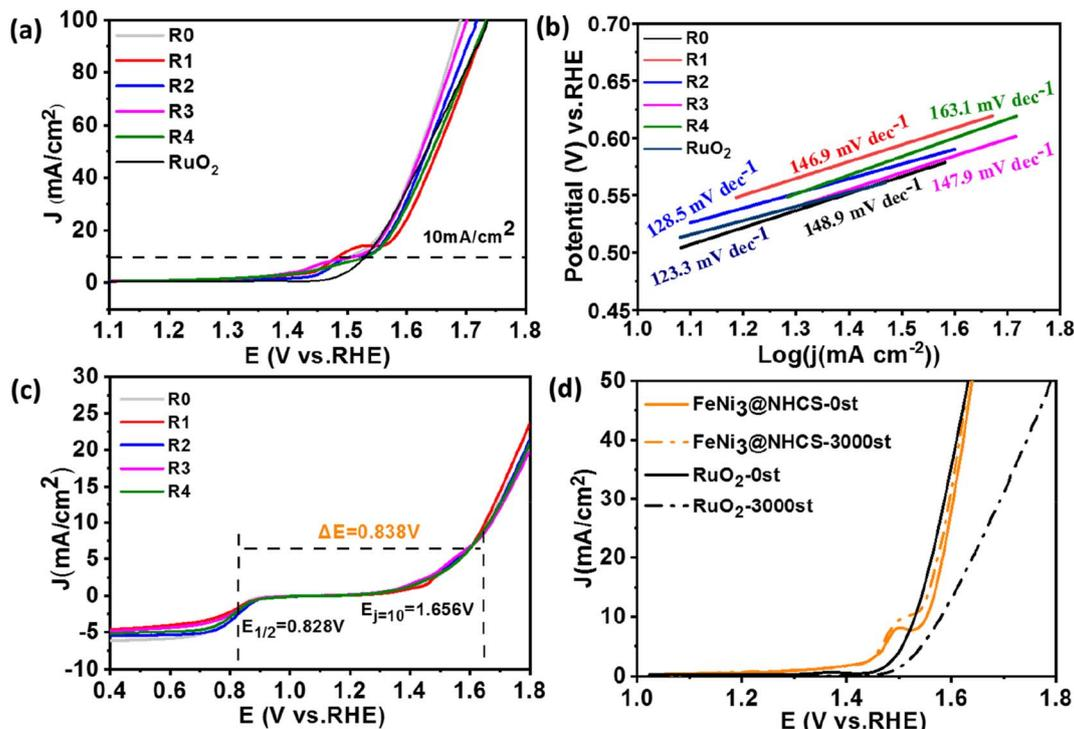 (a)
100
80
60
40
20
10
0
J (mA/cm²)
R0
R1
R2
R3
R4
RuO₂
10mA/cm²
1.1 1.2 1.3 1.4 1.5 1.6 1.7 1.8
E (V vs.RHE)
(b)
0.70
0.65
0.60
0.55
0.50
0.45
Potential (V) vs.RHE
R0
R1
R2
R3
R4
RuO₂
163.1 mV dec⁻¹
146.9 mV dec⁻¹
128.5 mV dec⁻¹
147.9 mV dec⁻¹
148.9 mV dec⁻¹
123.3 mV dec⁻¹
1.0 1.1 1.2 1.3 1.4 1.5 1.6 1.7 1.8
Log(j(mA cm⁻²))
(c)
30
25
20
15
10
5
0
-5
-10
J(mA/cm²)
R0
R1
R2
R3
R4
ΔE=0.838V
E₁/₂=0.828V
Eⱼ₌₁₀=1.656V
0.4 0.6 0.8 1.0 1.2 1.4 1.6 1.8
E (V vs.RHE)
(d)
50
40
30
20
10
0
J(mA/cm²)
FeNi₃@NHCS-0st
FeNi₃@NHCS-3000st
RuO₂-0st
RuO₂-3000st
1.0 1.2 1.4 1.6 1.8
E (V vs.RHE)